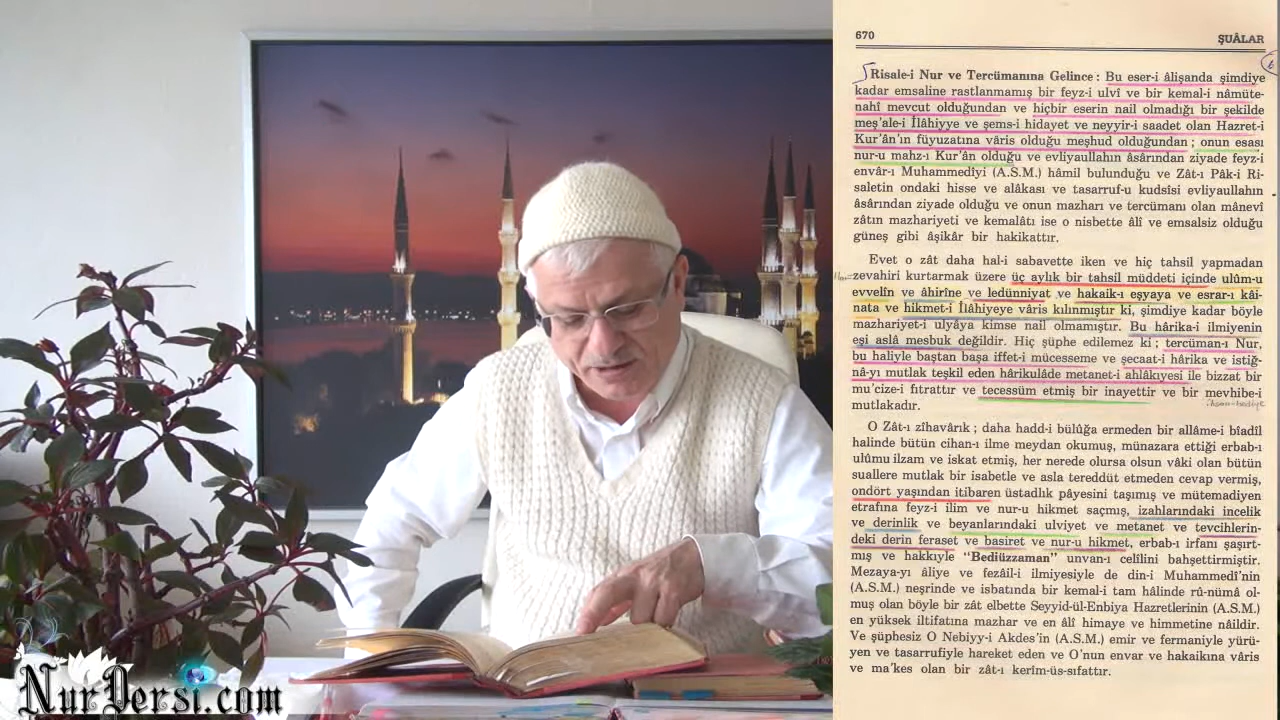 670
ŞUÂLAR
Risale-i Nur ve Tercümanına Gelince : Bu eser-i âlişanda şimdiye
kadar emsaline rastlanmamış bir feyz-i ulvî ve bir kemal-i nâmüte-
nahî mevcut olduğundan ve hiçbir eserin nail olmadığı bir şekilde
meş'ale-i İlâhiyye ve şems-i hidayet ve neyyir-i saadet olan Hazret-i
Kur'ân'ın füyuzatına vâris olduğu meşhud olduğundan ; onun esası
nur-u mahz-ı Kur'ân olduğu ve evliyaullahın âsârından ziyade feyz-i
envâr-ı Muhammedîyi (A.S.M.) hâmil bulunduğu ve Zât-ı Pâk-i Ri-
saletin ondaki hisse ve alâkası ve tasarruf-u kudsîsi evliyaullahın
âsârından ziyade olduğu ve onun mazharı ve tercümanı olan mânevî
zâtın mazhariyeti ve kemalâtı ise o nisbette âlî ve emsalsiz olduğu
güneş gibi âşikâr bir hakikattır.
Evet o zât daha hal-i sabavette iken ve hiç tahsil yapmadan
zevahiri kurtarmak üzere üç aylık bir tahsil müddeti içinde ulûm-u
evvelîn ve âhirîne ve ledünniyat ve hakaik-ı eşyaya ve esrar-ı kâi-
nata ve hikmet-i İlâhiyeye vâris kılınmıştır ki, şimdiye kadar böyle
mazhariyet-i ulyâya kimse nail olmamıştır. Bu hârika-i ilmiyenin
eşi aslâ mesbuk değildir. Hiç şüphe edilemez ki ; tercüman-ı Nur,
bu haliyle baştan başa iffet-i mücesseme ve şecaat-i hârika ve istiğ-
nâ-yı mutlak teşkil eden hârikulâde metanet-i ahlâkıyesi ile bizzat bir
mu'cize-i fıtrattır ve tecessüm etmiş bir inayettir ve bir mevhibe-i
mutlakadır.
ihsan-hediye
O Zât-ı zîhavârık ; daha hadd-i bülûğa ermeden bir allâme-i bîadîl
halinde bütün cihan-ı ilme meydan okumuş, münazara ettiği erbab-ı
ulûmu ilzam ve iskat etmiş, her nerede olursa olsun vâki olan bütün
suallere mutlak bir isabetle ve asla tereddüt etmeden cevap vermiş,
ondört yaşından itibaren üstadlık pâyesini taşımış ve mütemadiyen
etrafına feyz-i ilim ve nur-u hikmet saçmış, izahlarındaki incelik
ve derinlik ve beyanlarındaki ulviyet ve metanet ve tevcihlerin-
deki derin feraset ve basiret ve nur-u hikmet, erbab-ı irfanı şaşırt-
mış ve hakkıyle "Bediüzzaman" unvan-ı celîlini bahşettirmiştir.
Mezaya-yı âliye ve fezâil-i ilmiyesiyle de din-i Muhammedî'nin
(A.S.M.) neşrinde ve isbatında bir kemal-i tam hâlinde rû-nümâ ol-
muş olan böyle bir zât elbette Seyyid-ül-Enbiya Hazretlerinin (A.S.M.)
en yüksek iltifatına mazhar ve en âlî himaye ve himmetine nâildir.
Ve şüphesiz O Nebiyy-i Akdes'in (A.S.M.) emir ve fermaniyle yürü-
yen ve tasarrufiyle hareket eden ve O'nun envar ve hakaikına vâris
ve ma'kes olan bir zât-ı kerîm-üs-sıfattır.
NurDersi.com